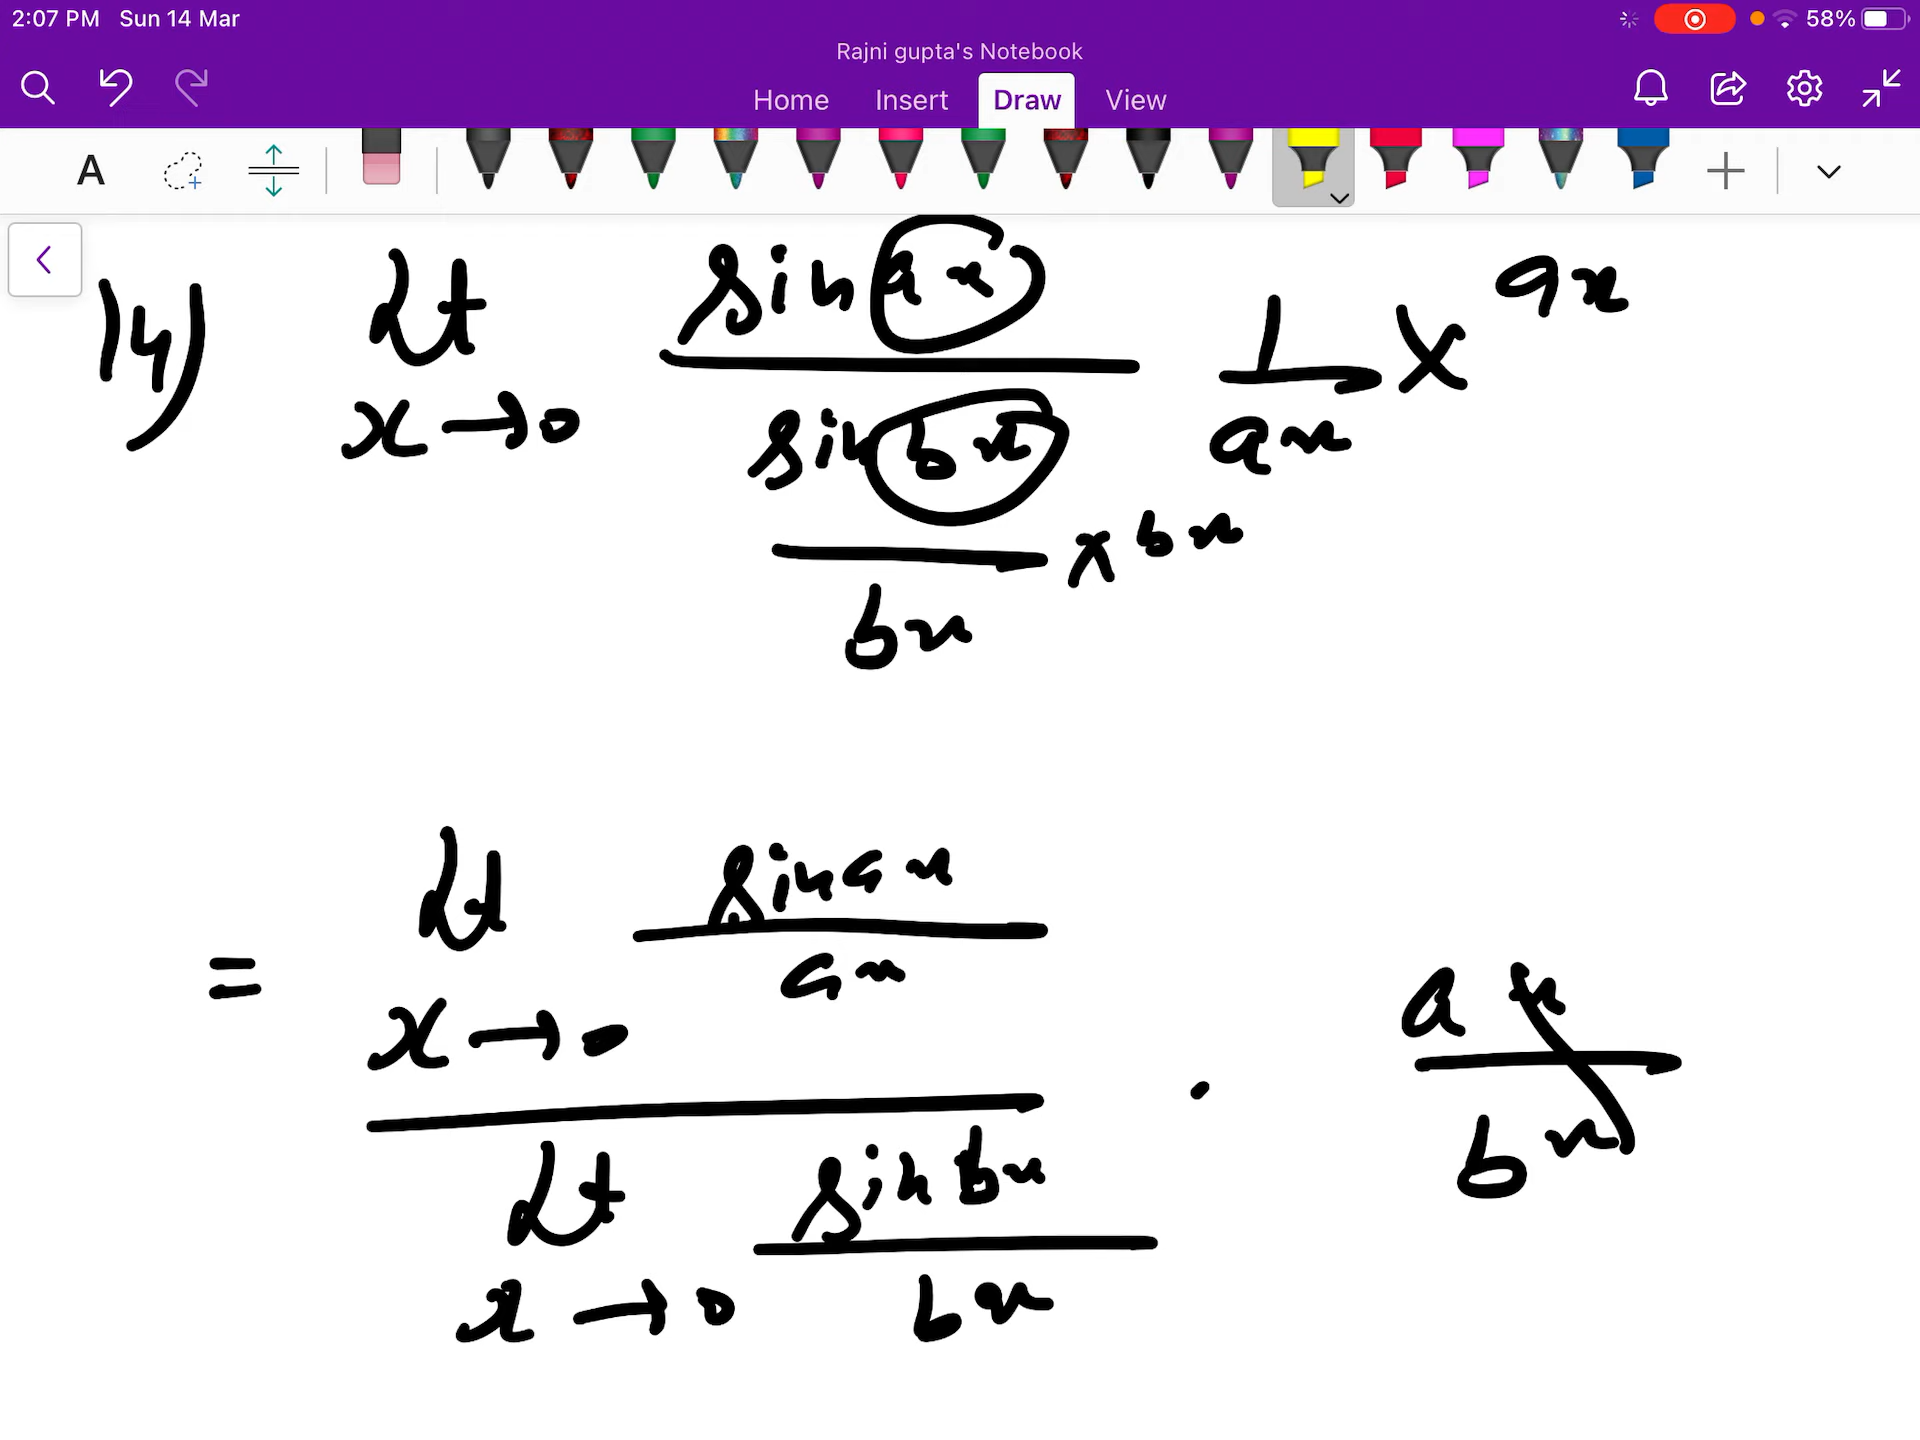 2:07 PM Sun 14 Mar 58%
Rajni gupta's Notebook
Home Insert Draw View
A
14) Lt sin(ax) 1 × ax
x→0 ax
sin bx
× bx
bx
Lt sin ax
= ax
x→0
. ax
bx
Lt sin bx
x→0 bx